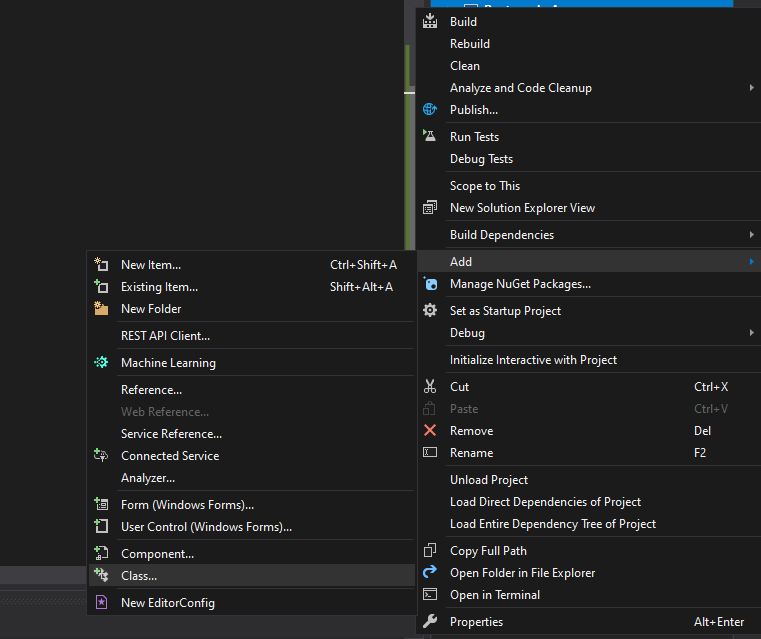 Build
Rebuild
Clean
Analyze and Code Cleanup
Publish...
Run Tests
Debug Tests
Scope to This
New Solution Explorer View
Build Dependencies
Add
Manage NuGet Packages...
Set as Startup Project
Debug
Initialize Interactive with Project
Cut Ctrl+X
Paste Ctrl+V
Remove Del
Rename F2
Unload Project
Load Direct Dependencies of Project
Load Entire Dependency Tree of Project
Copy Full Path
Open Folder in File Explorer
Open in Terminal
Properties Alt+Enter
New Item... Ctrl+Shift+A
Existing Item... Shift+Alt+A
New Folder
REST API Client...
Machine Learning
Reference...
Web Reference...
Service Reference...
Connected Service
Analyzer...
Form (Windows Forms)...
User Control (Windows Forms)...
Component...
Class...
New EditorConfig